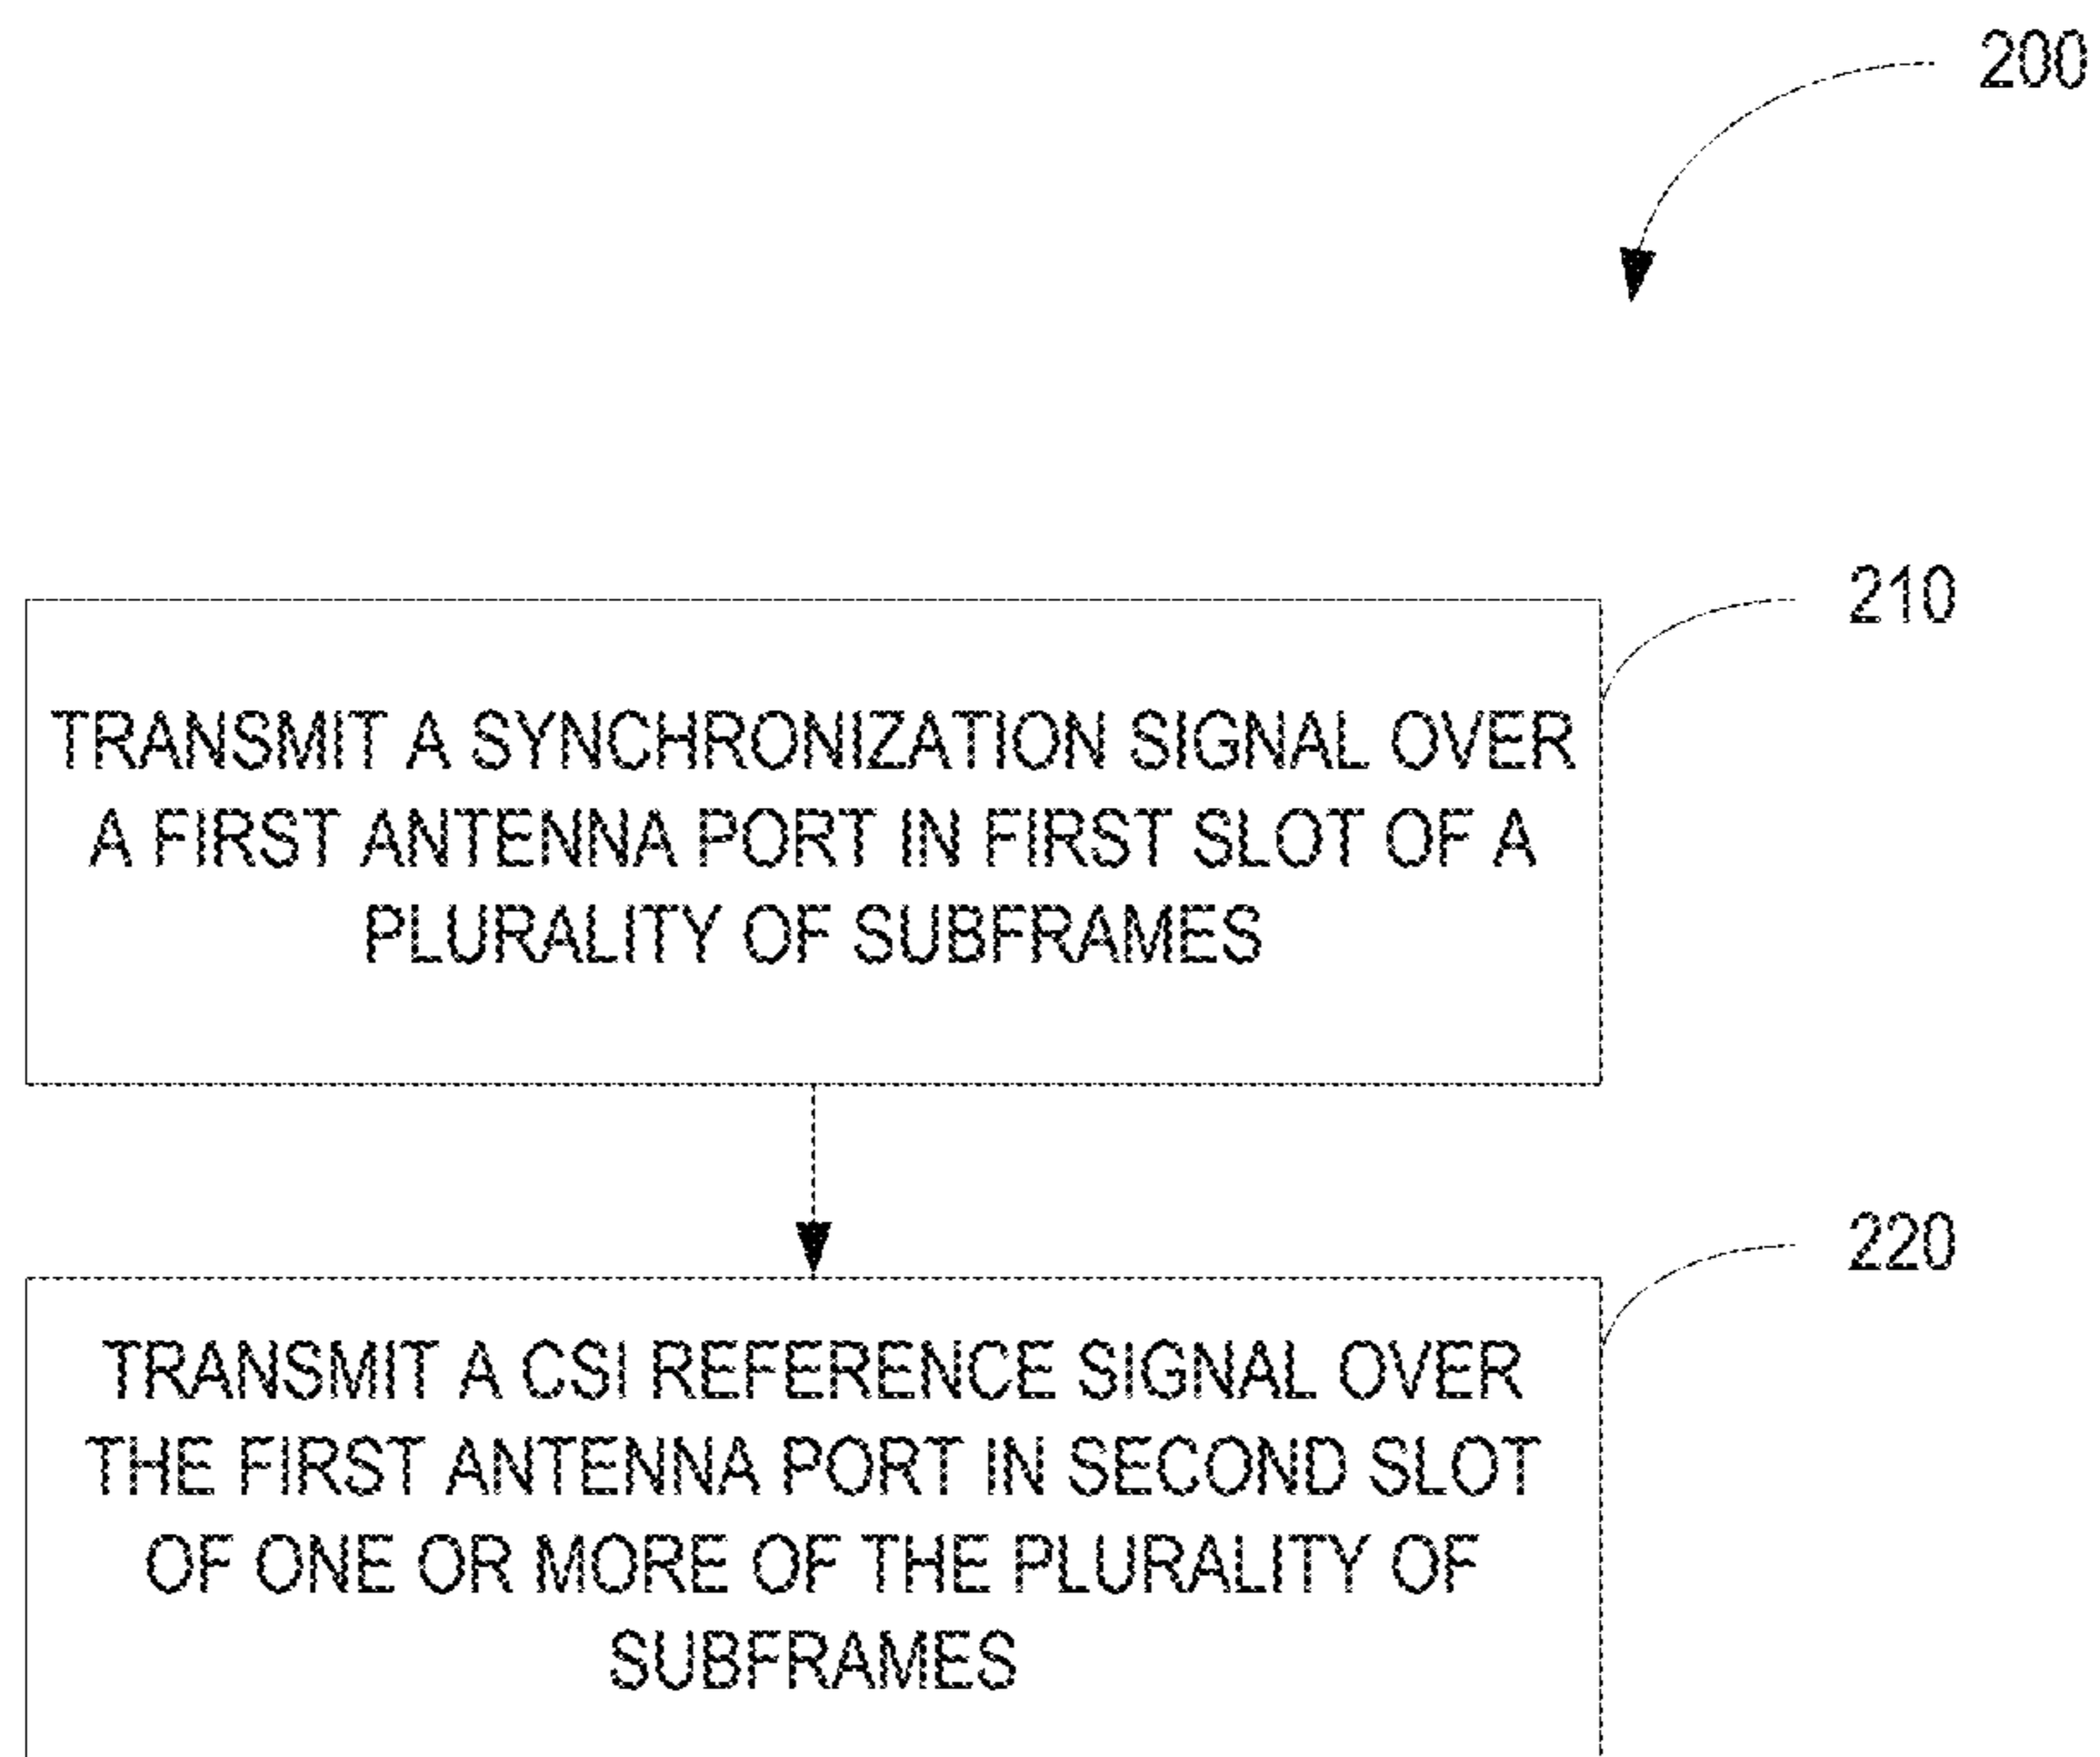 200
210
TRANSMIT A SYNCHRONIZATION SIGNAL OVER
A FIRST ANTENNA PORT IN FIRST SLOT OF A
PLURALITY OF SUBFRAMES
220
TRANSMIT A CSI REFERENCE SIGNAL OVER
THE FIRST ANTENNA PORT IN SECOND SLOT
OF ONE OR MORE OF THE PLURALITY OF
SUBFRAMES